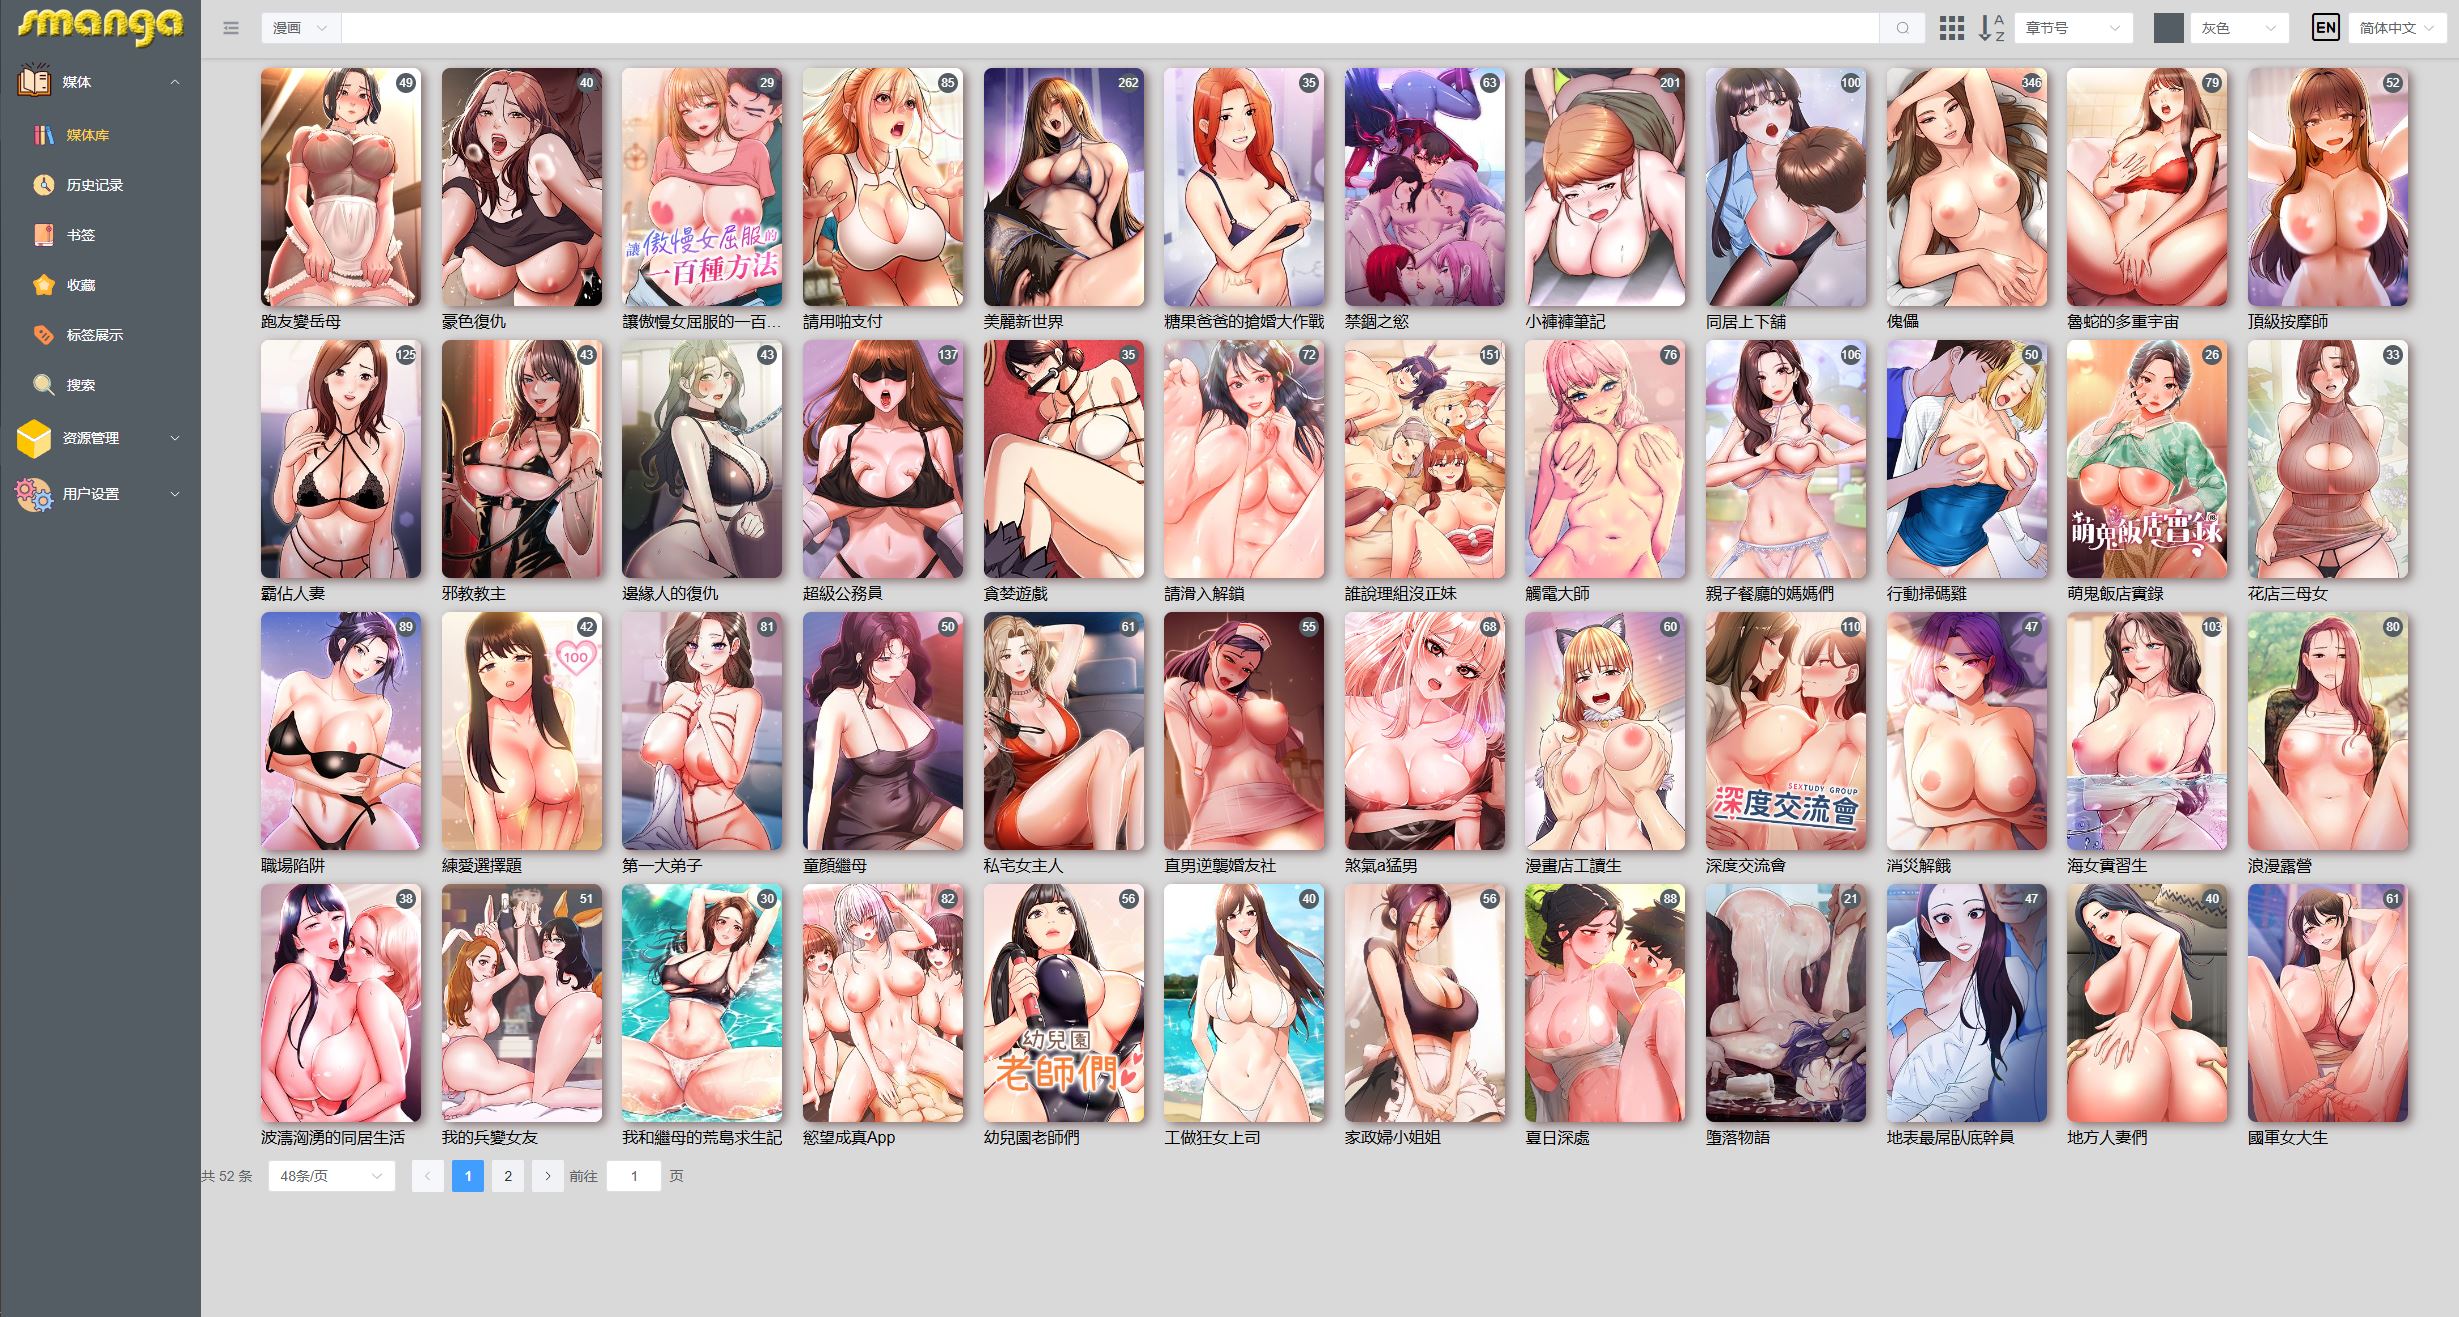 smanga
漫画
章节号
灰色
EN
简体中文
媒体
媒体库
历史记录
书签
收藏
标签展示
搜索
资源管理
用户设置
49
40
29
85
262
35
63
201
100
346
79
52
讓傲慢女屈服的
一百種方法
跑友變岳母
豪色復仇
讓傲慢女屈服的一百…
請用啪支付
美麗新世界
糖果爸爸的搶婚大作戰
禁錮之慾
小褲褲筆記
同居上下舖
傀儡
魯蛇的多重宇宙
頂級按摩師
125
43
43
137
35
72
151
76
106
50
26
33
萌鬼飯店實錄
霸佔人妻
邪教教主
邊緣人的復仇
超級公務員
貪婪遊戲
請滑入解鎖
誰說理組沒正妹
觸電大師
親子餐廳的媽媽們
行動掃碼雞
萌鬼飯店實錄
花店三母女
89
42
81
50
61
55
68
60
110
47
103
80
100
SEXTUDY GROUP
深度交流會
職場陷阱
練愛選擇題
第一大弟子
童顏繼母
私宅女主人
直男逆襲婚友社
煞氣a猛男
漫畫店工讀生
深度交流會
消災解餓
海女實習生
浪漫露營
38
51
30
82
56
40
56
88
21
47
40
61
幼兒園
老師們
波濤洶湧的同居生活
我的兵變女友
我和繼母的荒島求生記
慾望成真App
幼兒園老師們
工做狂女上司
家政婦小姐姐
夏日深處
墮落物語
地表最屌臥底幹員
地方人妻們
國軍女大生
共 52 条
48条/页
1
2
前往
1
页